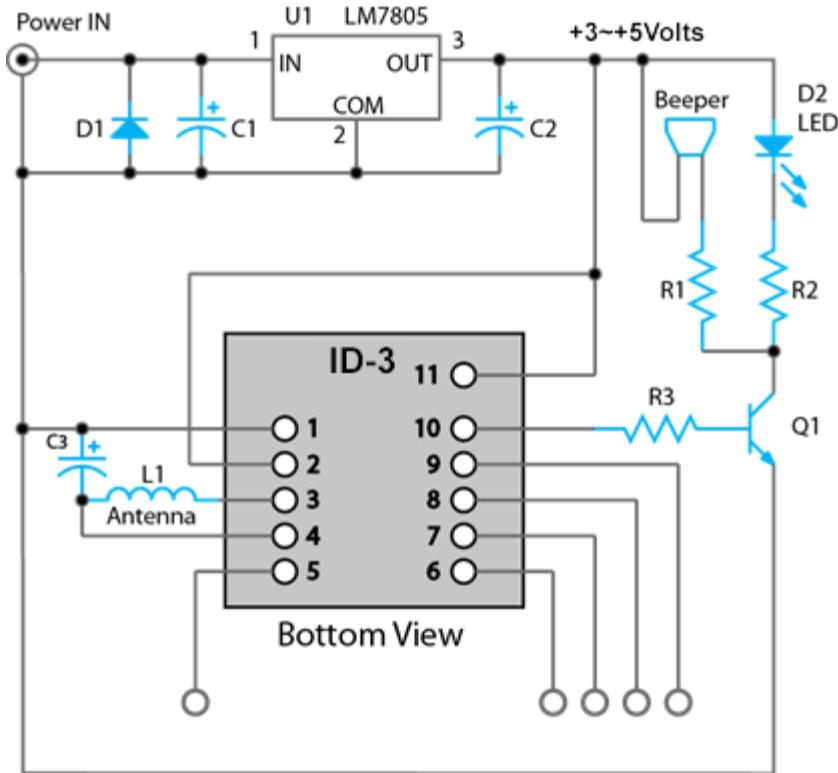 Power IN
U1 LM7805
1
3
+3~+5Volts
IN
OUT
COM
2
D1
C1
C2
Beeper
D2
LED
R1
R2
ID-3
11
1
10
R3
Q1
C3
2
9
L1
Antenna
3
8
4
7
5
6
Bottom View